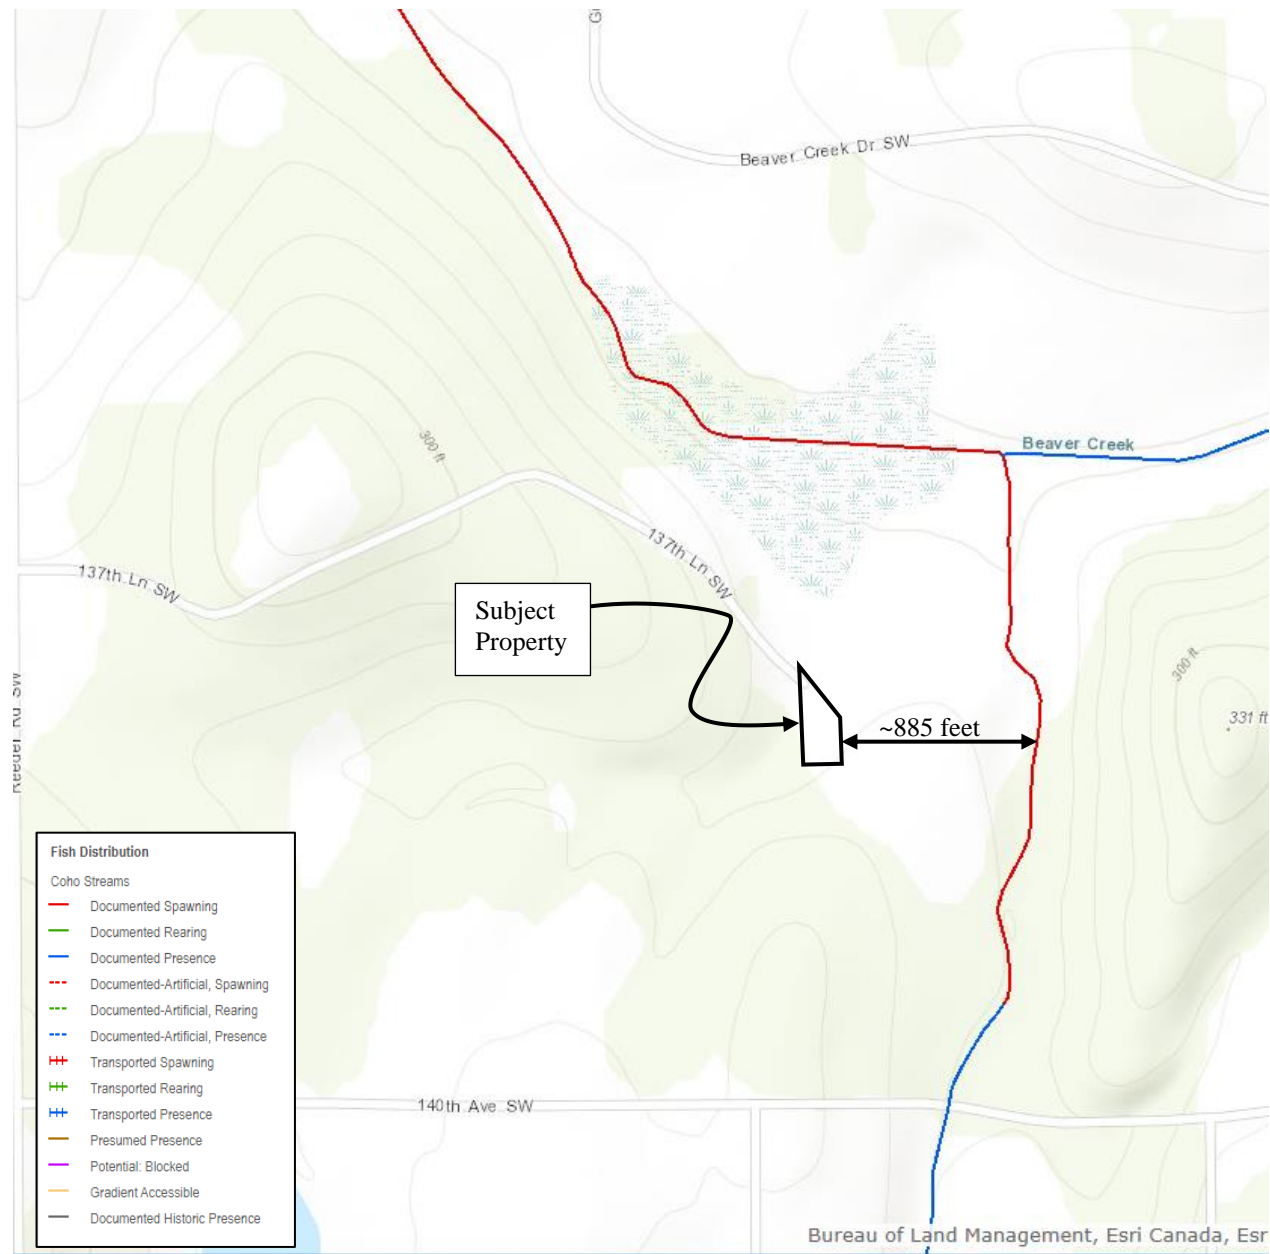 Beaver Creek Dr SW
Beaver Creek
300 ft
137th Ln SW
137th Ln SW
Subject
Property
~885 feet
300 ft
331 ft
Reeder Rd SW
Fish Distribution
Coho Streams
Documented Spawning
Documented Rearing
Documented Presence
Documented-Artificial, Spawning
Documented-Artificial, Rearing
Documented-Artificial, Presence
Transported Spawning
Transported Rearing
Transported Presence
Presumed Presence
Potential: Blocked
Gradient Accessible
Documented Historic Presence
140th Ave SW
Bureau of Land Management, Esri Canada, Esr